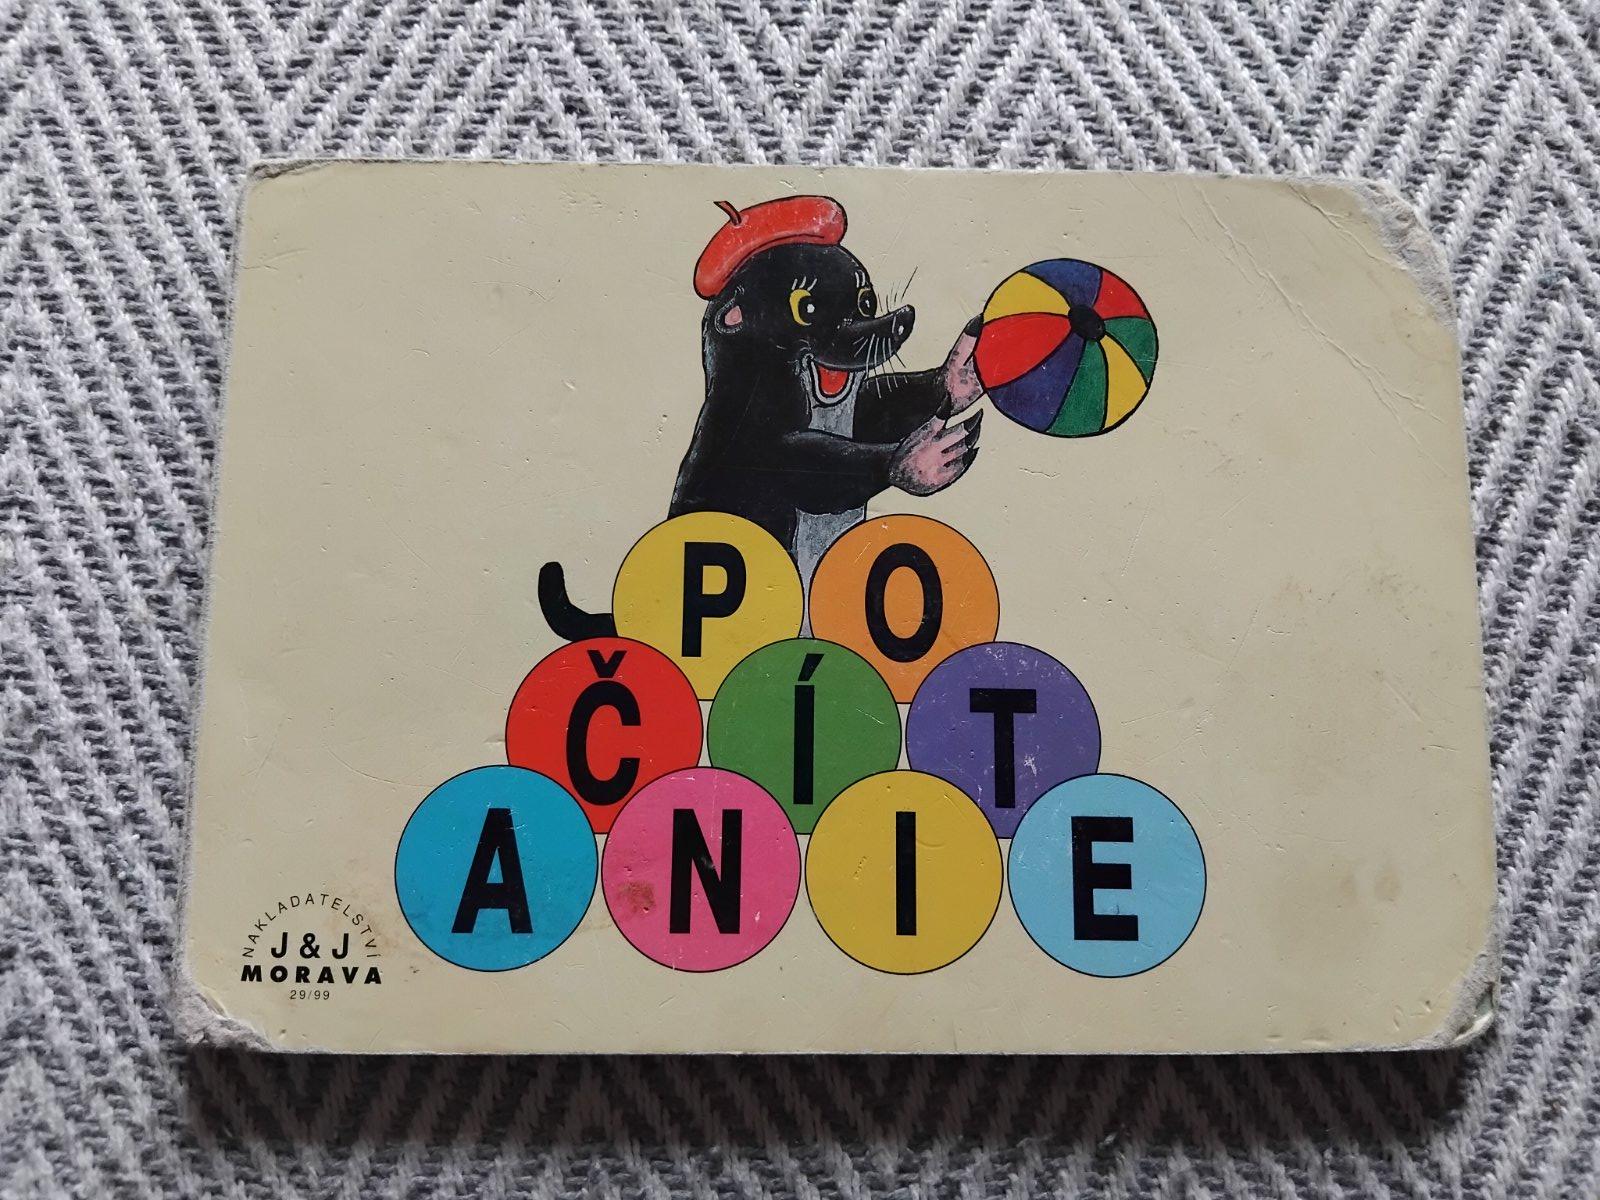 PO
ČÍT
ANIE
NAKLADATELSTVÍ
J & J
MORAVA
29/99